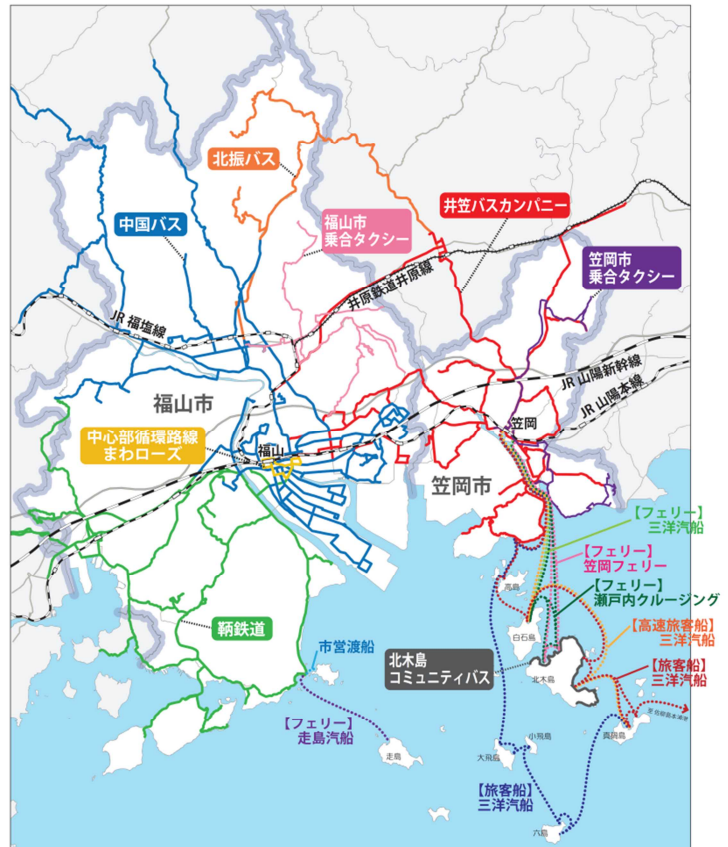 北振バス
井笠バスカンパニー
中国バス
福山市
乗合タクシー
笠岡市
乗合タクシー
井原鉄道井原線
JR 福塩線
JR 山陽新幹線
JR 山陽本線
福山市
中心部循環路線
まわローズ
福山
笠岡
笠岡市
【フェリー】
三洋汽船
【フェリー】
笠岡フェリー
【フェリー】
瀬戸内クルージング
高島
【高速旅客船】
三洋汽船
白石島
鞆鉄道
市営渡船
北木島
コミュニティバス
北木島
【旅客船】
三洋汽船
【フェリー】
走島汽船
真鍋島
走島
大飛島
小飛島
【旅客船】
三洋汽船
六島